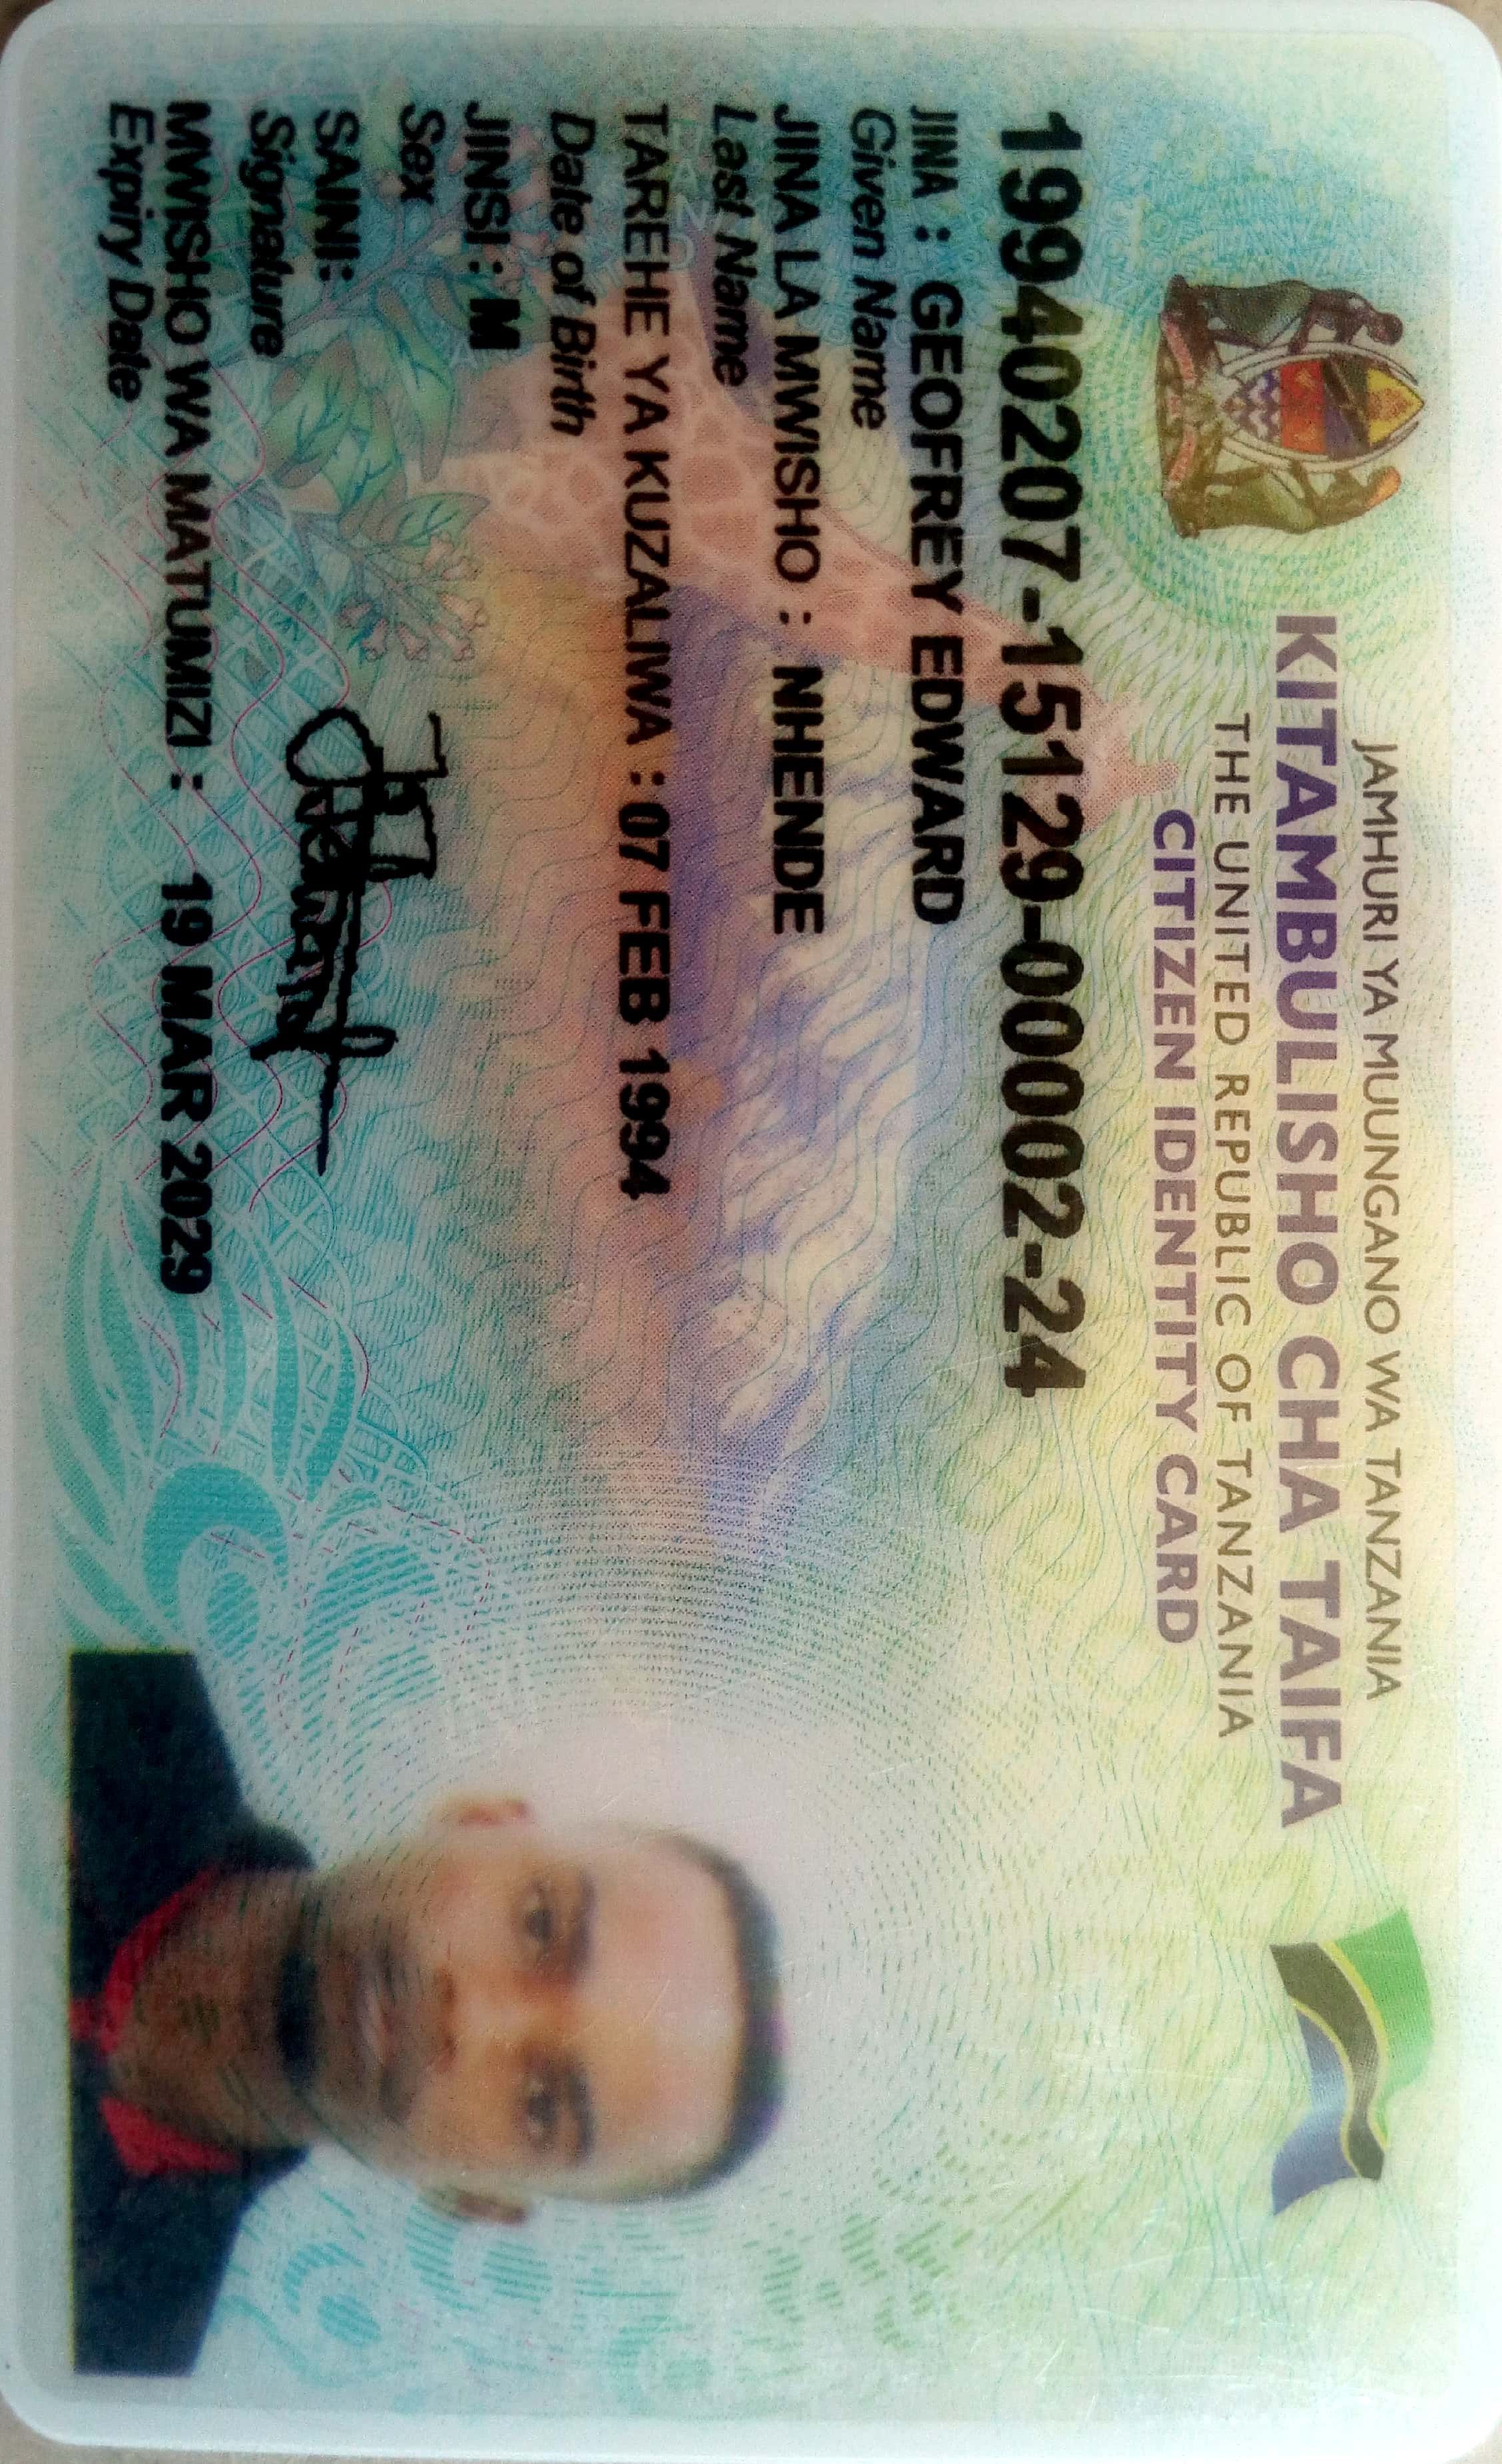 JAMHURI YA MUUNGANO WA TANZANIA
KITAMBULISHO CHA TAIFA
THE UNITED REPUBLIC OF TANZANIA
CITIZEN IDENTITY CARD
19940207-15129-00002-24
JINA : GEOFREY EDWARD
Given Name
JINA LA MWISHO : NHENDE
Last Name
TAREHE YA KUZALIWA : 07 FEB 1994
Date of Birth
JINSI : M
Sex
SAINI:
Signature
MWISHO WA MATUMIZI : 19 MAR 2029
Expiry Date